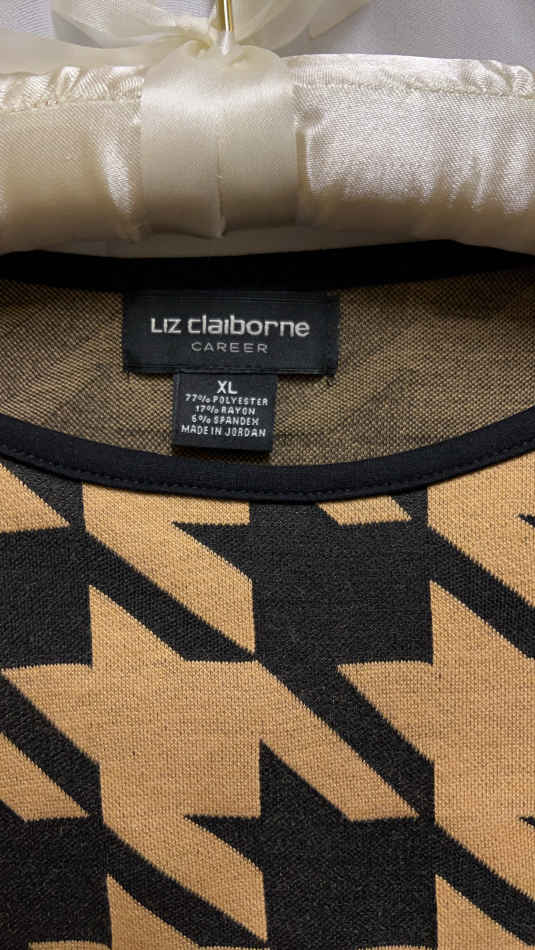 LIZ claiborne
CAREER
XL
77% POLYESTER
17% RAYON
6% SPANDEX
MADE IN JORDAN